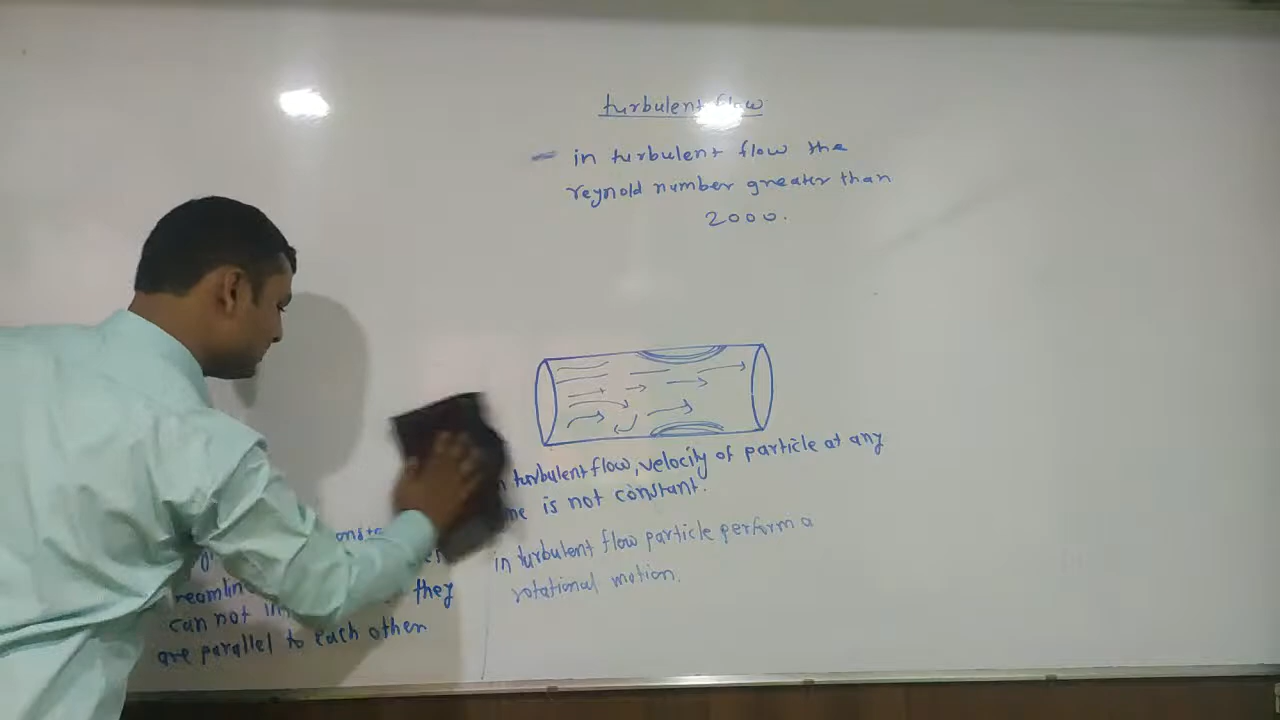 turbulent flow
- in turbulent flow the
reynold number greater than
2000.
turbulent flow, velocity of particle at any
is not constant.
in turbulent flow particle perform a
rotational motion.
they
can not
are parallel to each other